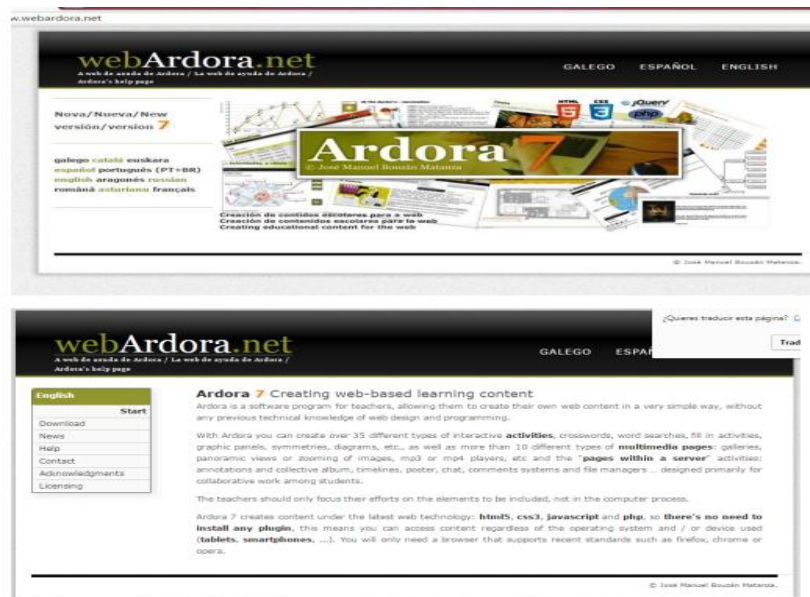 w.webardora.net
webArdora.net
A web de axuda de Ardora / La web de ayuda de Ardora /
Ardora's help page
GALEGO ESPAÑOL ENGLISH
Nova/Nueva/New
versión/version 7
galego català euskara
español português (PT+BR)
english aragonés russian
română asturianu français
HTML CSS jQuery
5 3 php
Ardora 7
© José Manuel Bouzán Matanza
Creación de contidos escolares para a web
Creación de contenidos escolares para la web
Creating educational content for the web
© José Manuel Bouzán Matanza.
¿Quieres traducir esta página?
Trad
webArdora.net
A web de axuda de Ardora / La web de ayuda de Ardora /
Ardora's help page
GALEGO ESPAÑ
English
Start
Download
News
Help
Contact
Acknowledgments
Licensing
Ardora 7 Creating web-based learning content
Ardora is a software program for teachers, allowing them to create their own web content in a very simple way, without
any previous technical knowledge of web design and programming.
With Ardora you can create over 35 different types of interactive activities, crosswords, word searches, fill in activities,
graphic panels, symmetries, diagrams, etc., as well as more than 10 different types of multimedia pages: galleries,
panoramic views or zooming of images, mp3 or mp4 players, etc and the "pages within a server" activities:
annotations and collective album, timelines, poster, chat, comments systems and file managers ... designed primarily for
collaborative work among students.
The teachers should only focus their efforts on the elements to be included, not in the computer process.
Ardora 7 creates content under the latest web technology: html5, css3, javascript and php, so there's no need to
install any plugin, this means you can access content regardless of the operating system and / or device used
(tablets, smartphones, ...). You will only need a browser that supports recent standards such as firefox, chrome or
opera.
© José Manuel Bouzán Matanza.